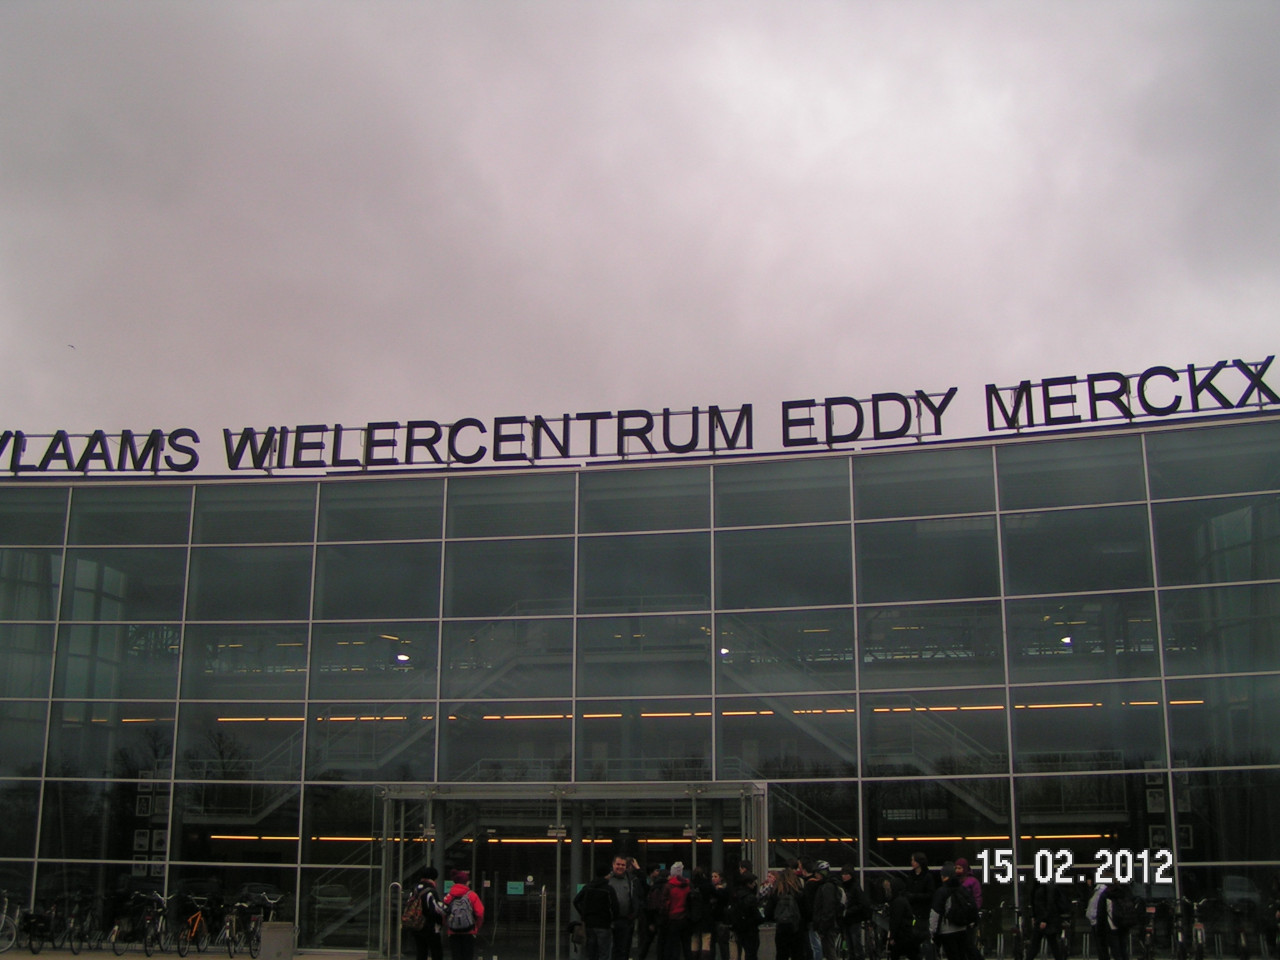 VLAAMS WIELERCENTRUM EDDY MERCKX
15.02.2012